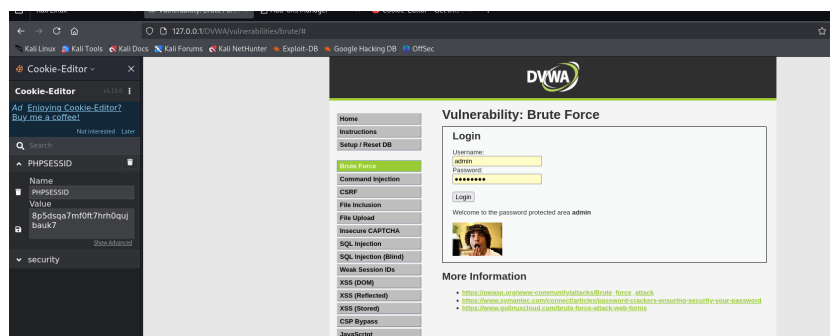 127.0.0.1/DVWA/vulnerabilities/brute/#
Kali Linux Kali Tools Kali Docs Kali Forums Kali NetHunter Exploit-DB Google Hacking DB OffSec
Cookie-Editor
Cookie-Editor v1.13.0
Ad Enjoying Cookie-Editor?
Buy me a coffee!
Not interested Later
Search
PHPSESSID
Name
PHPSESSID
Value
8p5dsqa7mf0ft7hrh0quj
bauk7
Show Advanced
security
DVWA
Home
Instructions
Setup / Reset DB
Brute Force
Command Injection
CSRF
File Inclusion
File Upload
Insecure CAPTCHA
SQL Injection
SQL Injection (Blind)
Weak Session IDs
XSS (DOM)
XSS (Reflected)
XSS (Stored)
CSP Bypass
JavaScript
Vulnerability: Brute Force
Login
Username:
admin
Password:
••••••••
Login
Welcome to the password protected area admin
More Information
https://owasp.org/www-community/attacks/Brute_force_attack
https://www.symantec.com/connect/articles/password-crackers-ensuring-security-your-password
https://www.golinuxcloud.com/brute-force-attack-web-forms